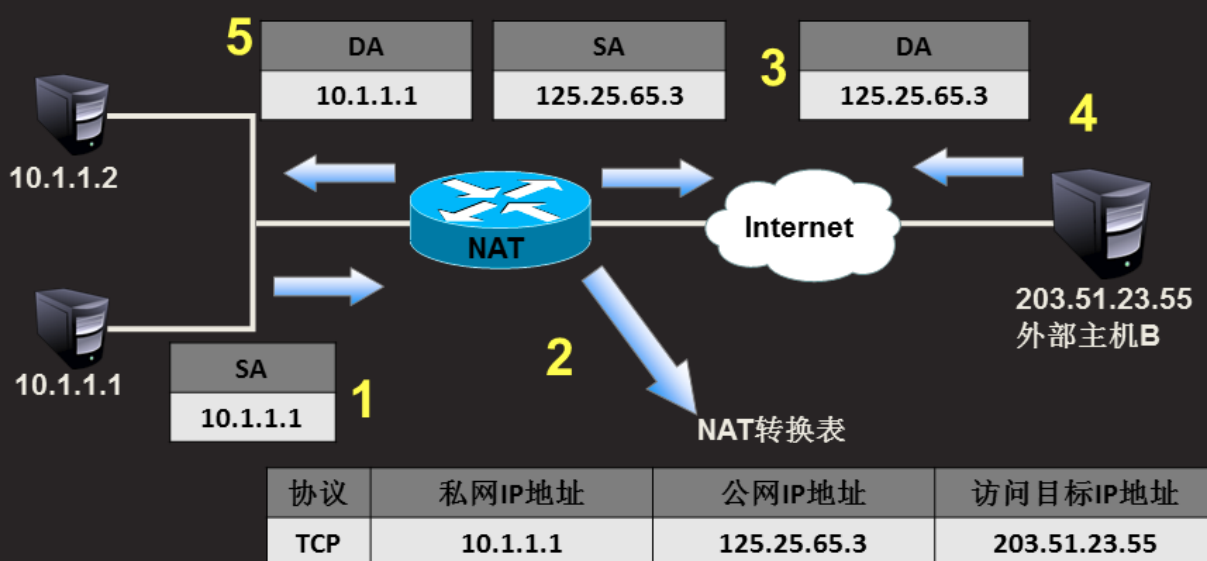 5
DA
10.1.1.1
SA
125.25.65.3
3
DA
125.25.65.3
4
10.1.1.2
NAT
Internet
203.51.23.55
外部主机B
10.1.1.1
SA
10.1.1.1
1
2
NAT转换表
协议 私网IP地址 公网IP地址 访问目标IP地址
TCP 10.1.1.1 125.25.65.3 203.51.23.55